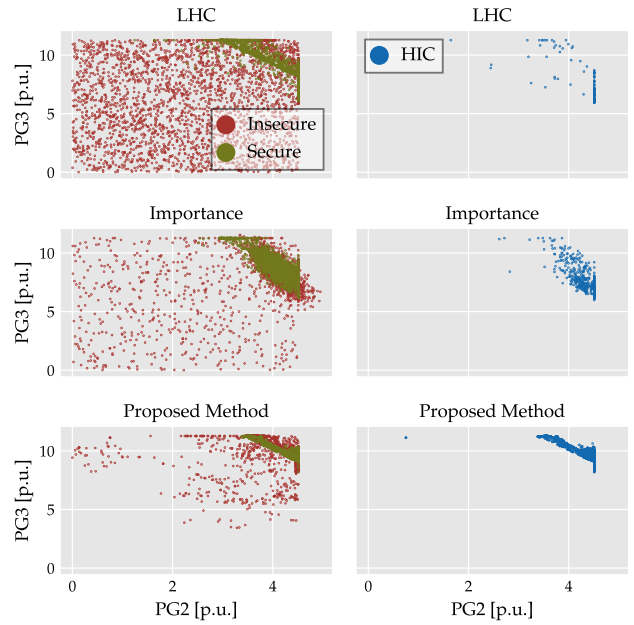 LHC
LHC
10
5
0
PG3 [p.u.]
Insecure
Secure
HIC
Importance
Importance
10
5
0
PG3 [p.u.]
Proposed Method
Proposed Method
10
5
0
PG3 [p.u.]
0 2 4
0 2 4
PG2 [p.u.]
PG2 [p.u.]